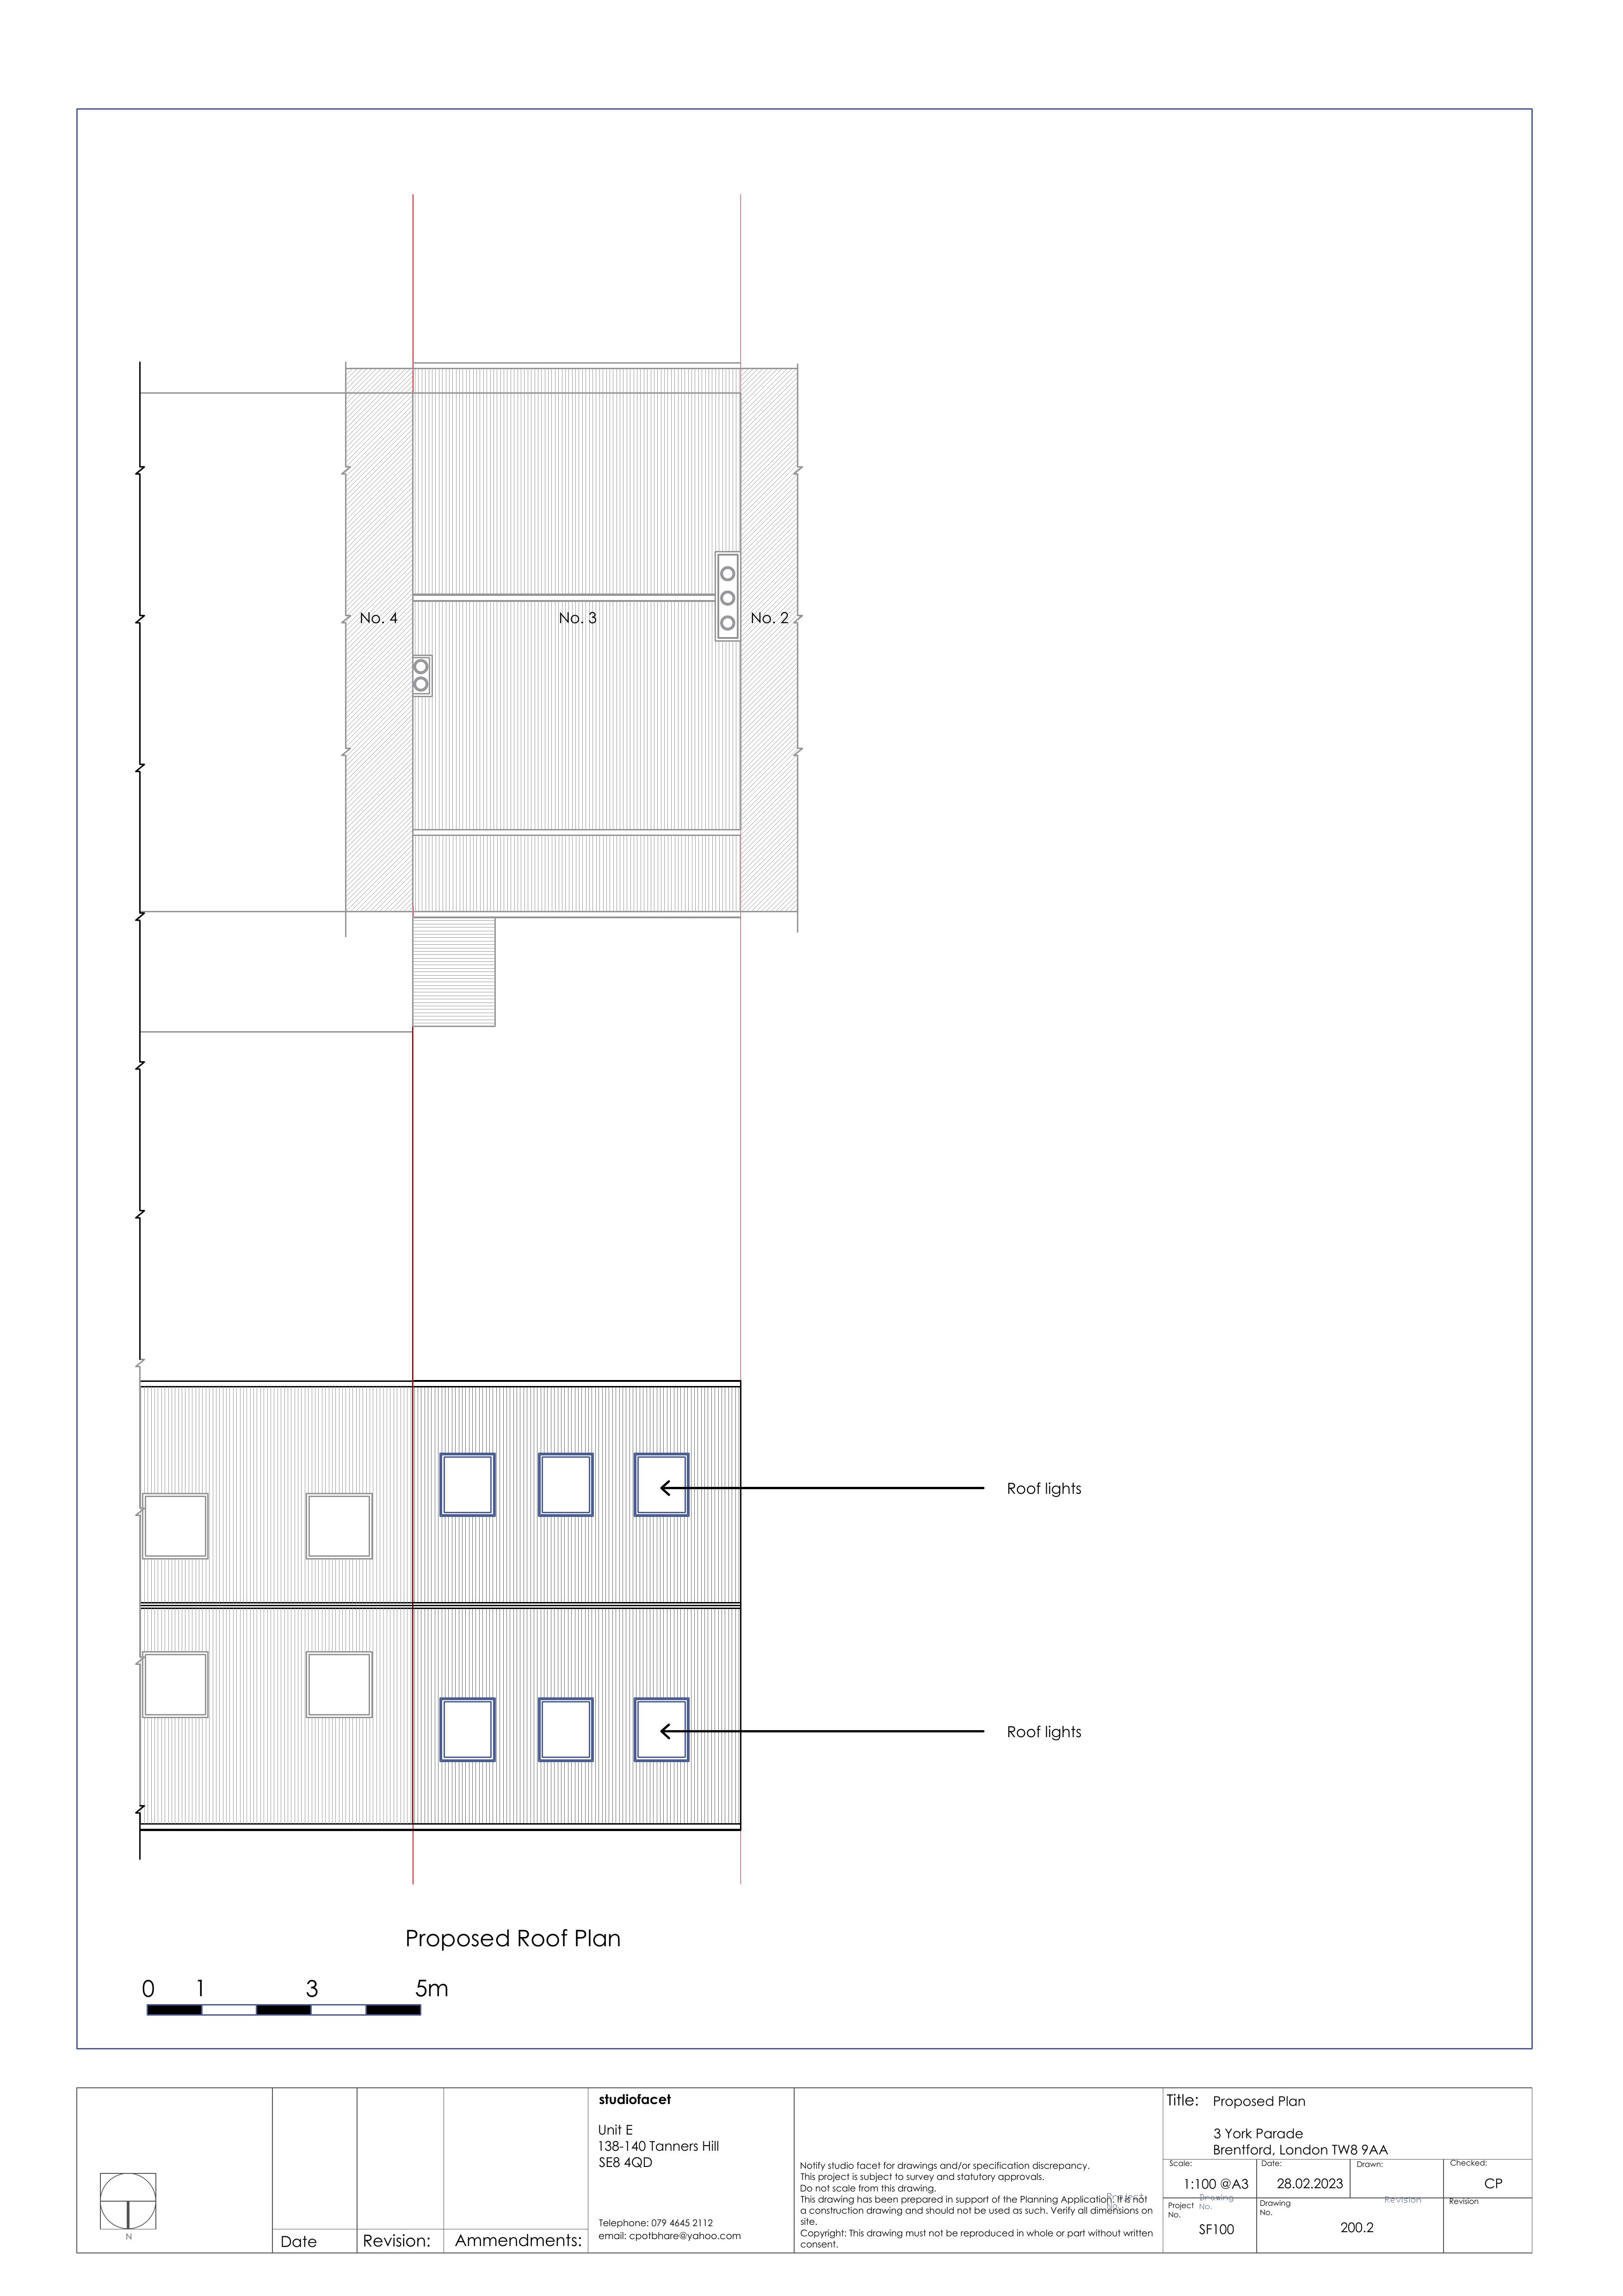 No. 4
No. 3
No. 2
Roof lights
Roof lights
Proposed Roof Plan
0 1 3 5m
N
Date
Revision:
Ammendments:
studiofacet
Unit E
138-140 Tanners Hill
SE8 4QD
Telephone: 079 4645 2112
email: cpotbhare@yahoo.com
Notify studio facet for drawings and/or specification discrepancy.
This project is subject to survey and statutory approvals.
Do not scale from this drawing.
This drawing has been prepared in support of the Planning Application. It is not
a construction drawing and should not be used as such. Verify all dimensions on
site.
Copyright: This drawing must not be reproduced in whole or part without written
consent.
Project
No.
Title: Proposed Plan
3 York Parade
Brentford, London TW8 9AA
Scale:
1:100 @A3
Date:
28.02.2023
Drawn:
Checked:
CP
Project
No.
SF100
Drawing
No.
Drawing
No.
200.2
Revision
Revision